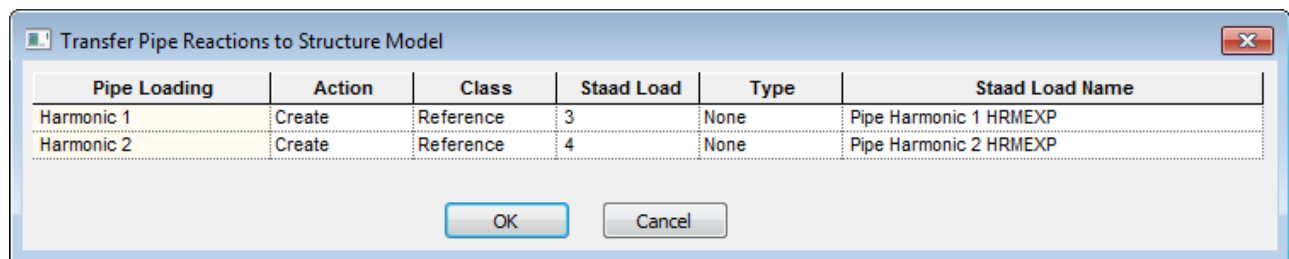 Transfer Pipe Reactions to Structure Model
Pipe Loading Action Class Staad Load Type Staad Load Name
Harmonic 1 Create Reference 3 None Pipe Harmonic 1 HRMEXP
Harmonic 2 Create Reference 4 None Pipe Harmonic 2 HRMEXP
OK Cancel